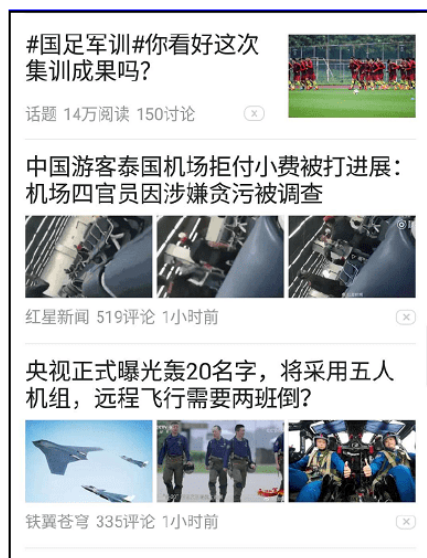 #国足军训#你看好这次
集训成果吗？
话题 14万阅读 150讨论
中国游客泰国机场拒付小费被打进展：
机场四官员因涉嫌贪污被调查
红星新闻 519评论 1小时前
央视正式曝光轰20名字，将采用五人
机组，远程飞行需要两班倒？
铁翼苍穹 335评论 1小时前